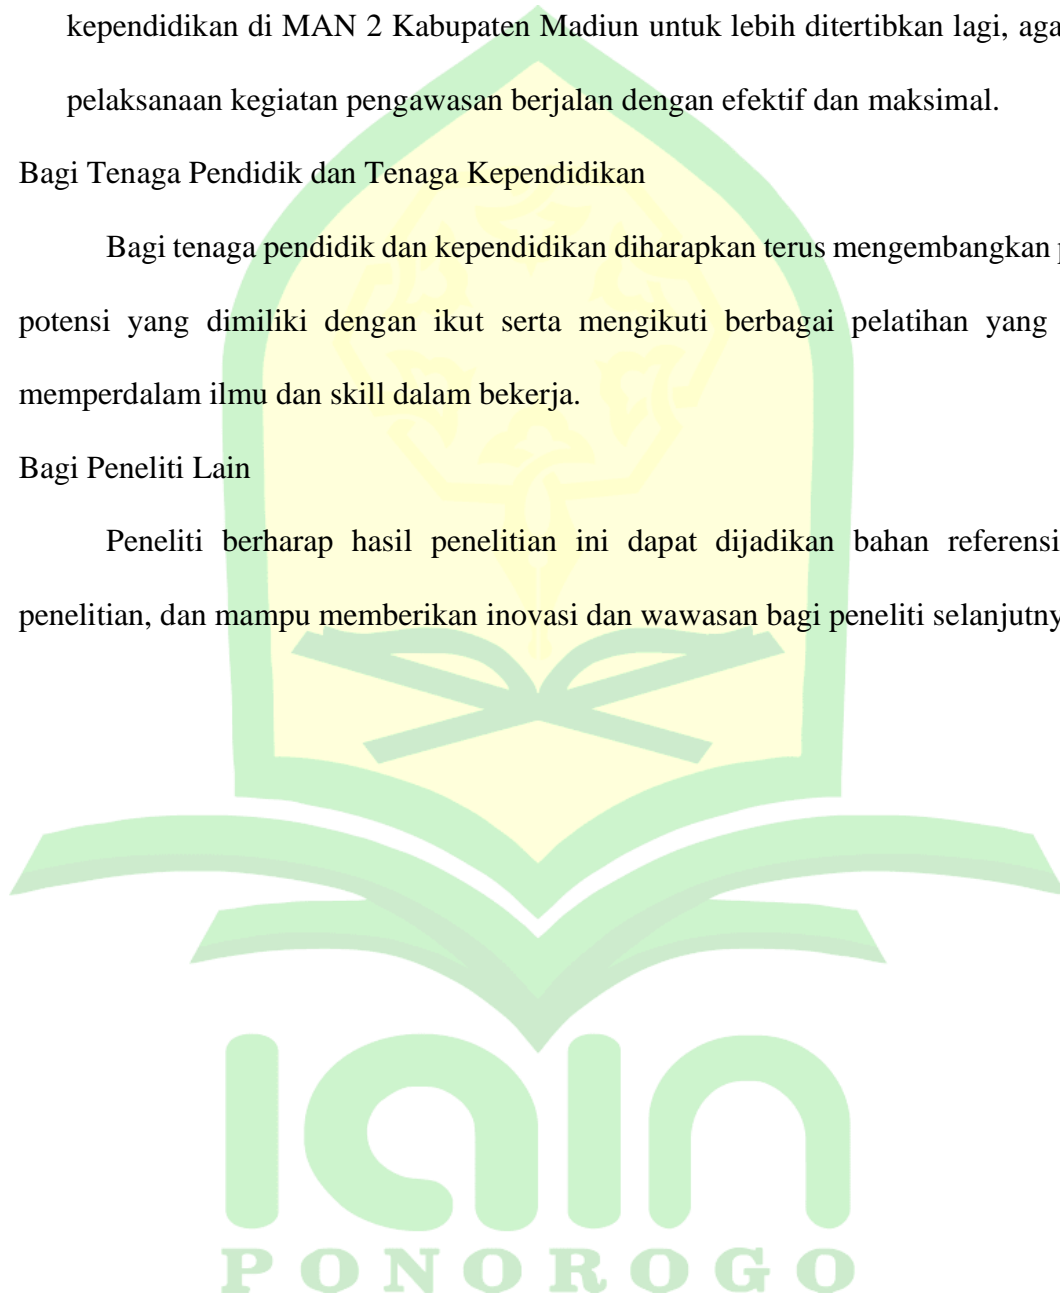 kependidikan di MAN 2 Kabupaten Madiun untuk lebih ditertibkan lagi, aga
pelaksanaan kegiatan pengawasan berjalan dengan efektif dan maksimal.
Bagi Tenaga Pendidik dan Tenaga Kependidikan
Bagi tenaga pendidik dan kependidikan diharapkan terus mengembangkan
potensi yang dimiliki dengan ikut serta mengikuti berbagai pelatihan yang
memperdalam ilmu dan skill dalam bekerja.
Bagi Peneliti Lain
Peneliti berharap hasil penelitian ini dapat dijadikan bahan referensi
penelitian, dan mampu memberikan inovasi dan wawasan bagi peneliti selanjutny
iain
PONOROGO